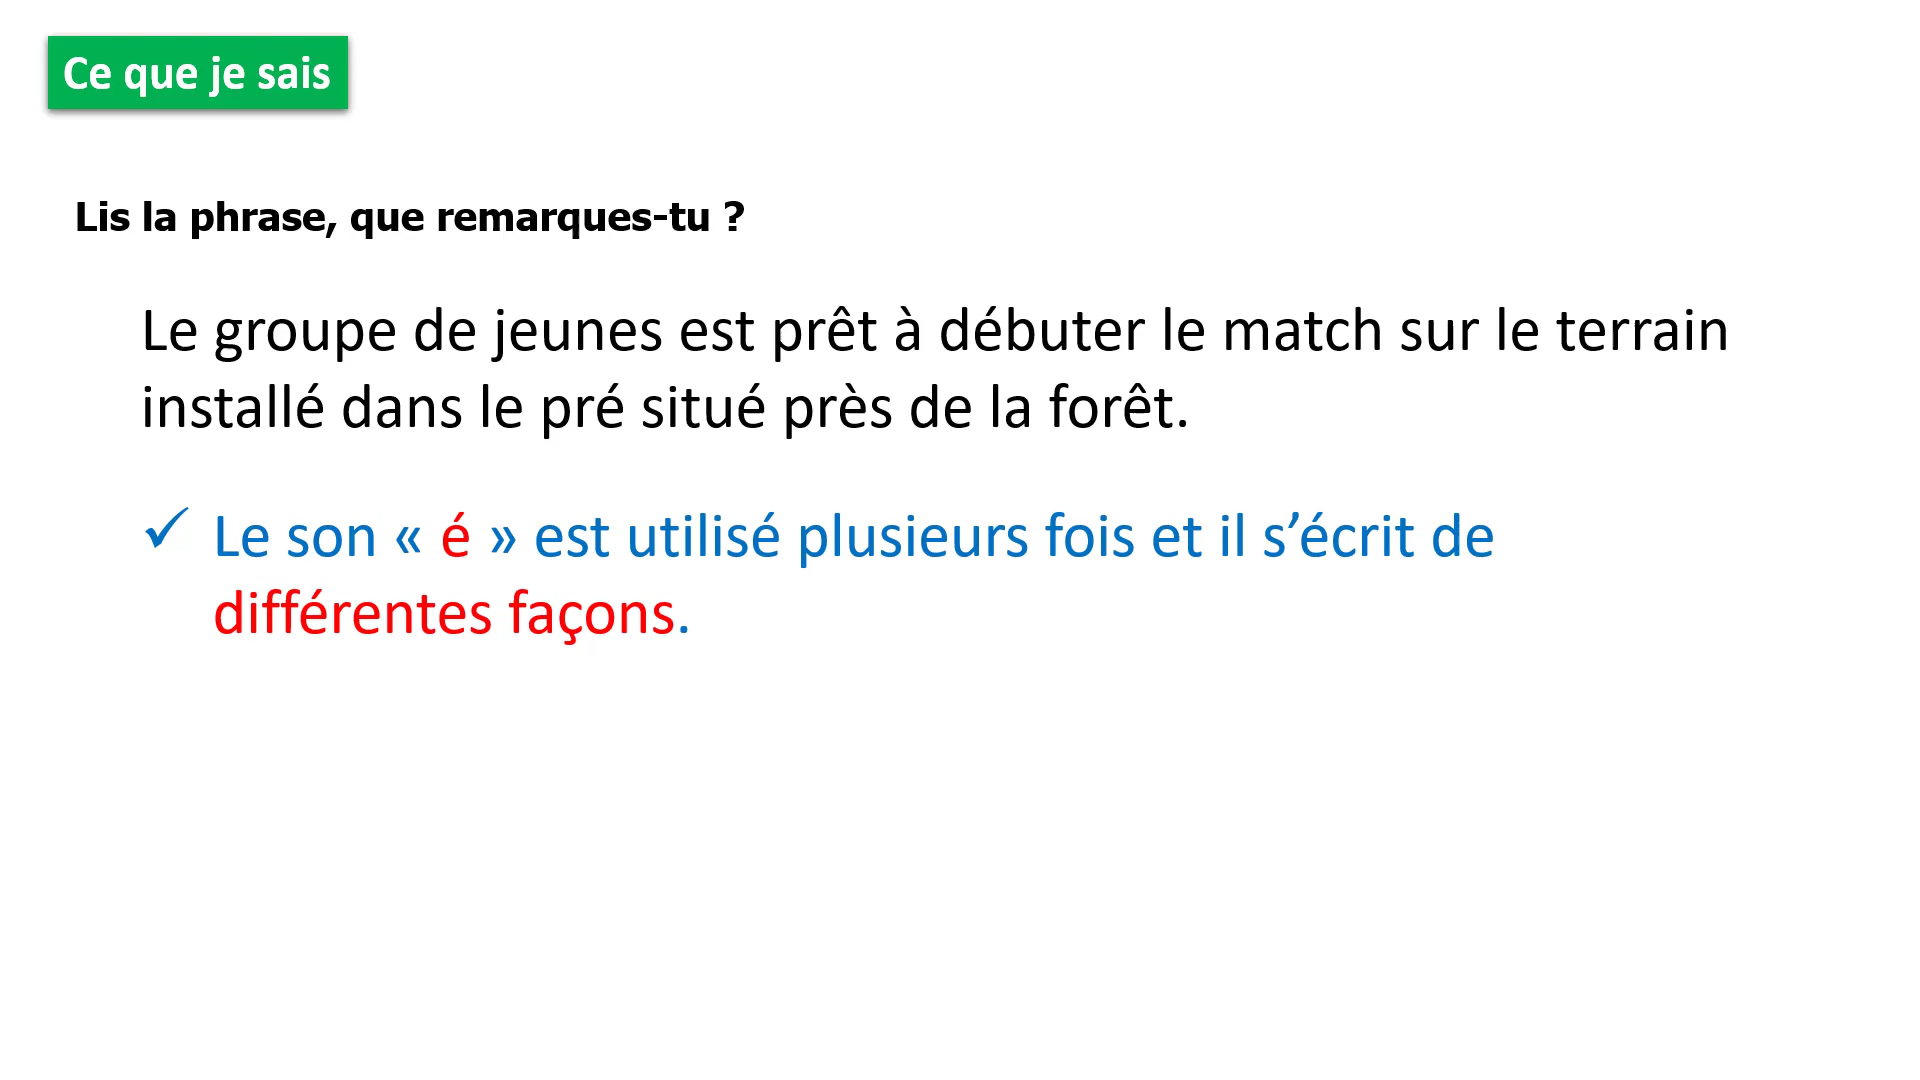 Ce que je sais
Lis la phrase, que remarques-tu ?
Le groupe de jeunes est prêt à débuter le match sur le terrain
installé dans le pré situé près de la forêt.
✓ Le son « é » est utilisé plusieurs fois et il s’écrit de
différentes façons.